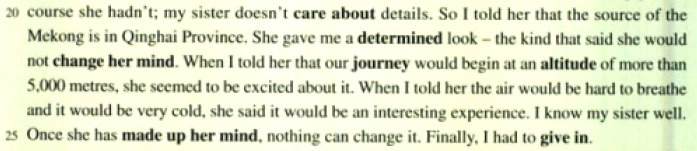 20 course she hadn't; my sister doesn't care about details. So I told her that the source of the
Mekong is in Qinghai Province. She gave me a determined look – the kind that said she would
not change her mind. When I told her that our journey would begin at an altitude of more than
5,000 metres, she seemed to be excited about it. When I told her the air would be hard to breathe
and it would be very cold, she said it would be an interesting experience. I know my sister well.
25 Once she has made up her mind, nothing can change it. Finally, I had to give in.